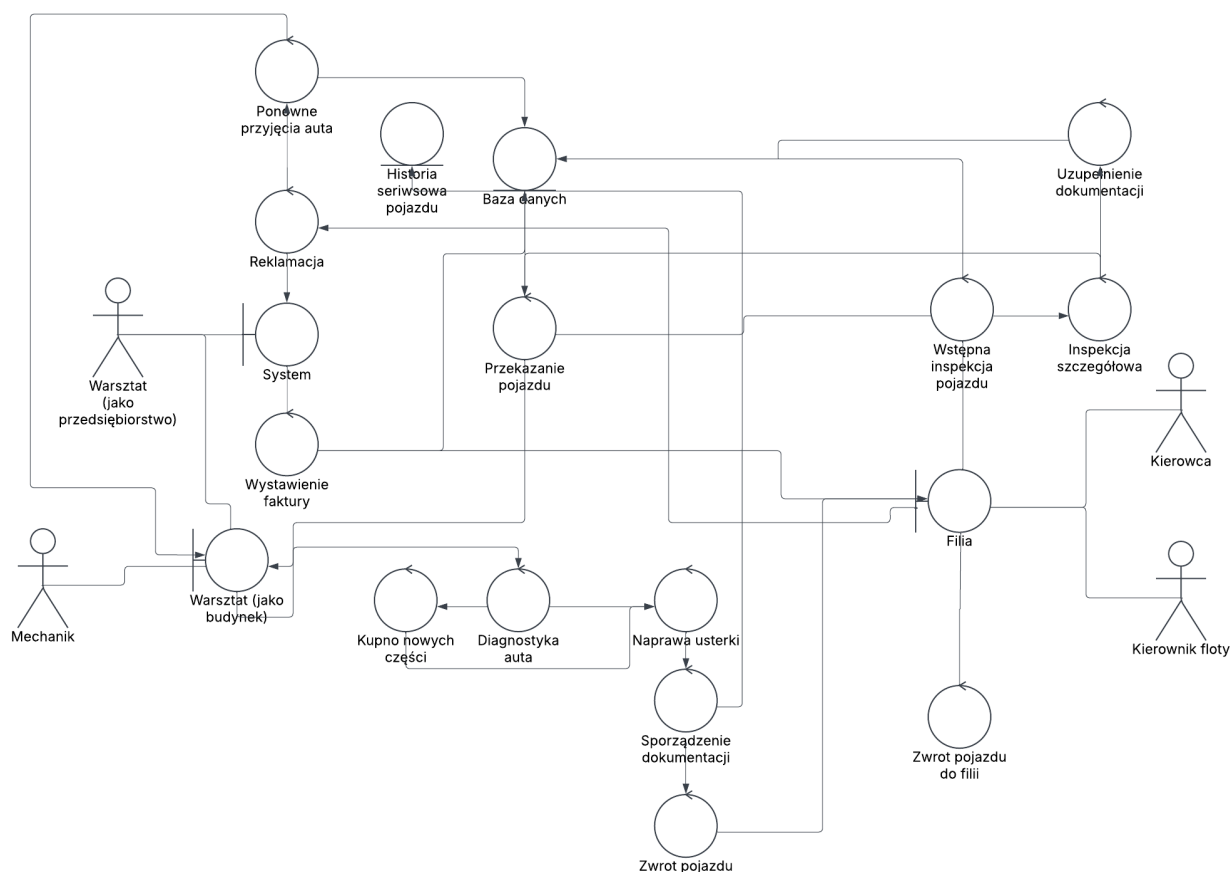 Ponowne
przyjęcia auta
Historia
seriwsowa
pojazdu
Baza danych
Uzupełnienie
dokumentacji
Reklamacja
System
Warsztat
(jako
przedsiębiorstwo)
Przekazanie
pojazdu
Wstępna
inspekcja
pojazdu
Inspekcja
szczegółowa
Kierowca
Wystawienie
faktury
Filia
Warsztat (jako
budynek)
Mechanik
Kupno nowych
części
Diagnostyka
auta
Naprawa usterki
Kierownik floty
Sporządzenie
dokumentacji
Zwrot pojazdu
do filii
Zwrot pojazdu